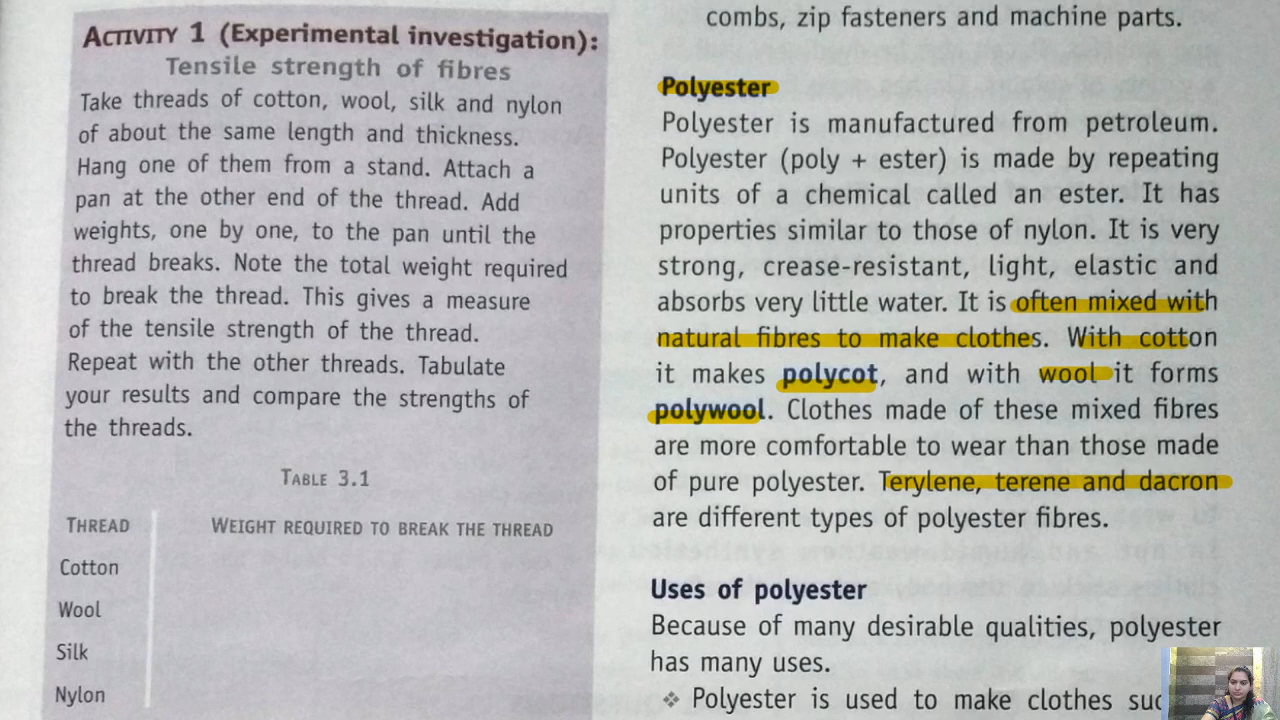 ACTIVITY 1 (Experimental investigation):
Tensile strength of fibres
Take threads of cotton, wool, silk and nylon
of about the same length and thickness.
Hang one of them from a stand. Attach a
pan at the other end of the thread. Add
weights, one by one, to the pan until the
thread breaks. Note the total weight required
to break the thread. This gives a measure
of the tensile strength of the thread.
Repeat with the other threads. Tabulate
your results and compare the strengths of
the threads.
TABLE 3.1
THREAD WEIGHT REQUIRED TO BREAK THE THREAD
Cotton
Wool
Silk
Nylon
combs, zip fasteners and machine parts.
Polyester
Polyester is manufactured from petroleum.
Polyester (poly + ester) is made by repeating
units of a chemical called an ester. It has
properties similar to those of nylon. It is very
strong, crease-resistant, light, elastic and
absorbs very little water. It is often mixed with
natural fibres to make clothes. With cotton
it makes polycot, and with wool it forms
polywool. Clothes made of these mixed fibres
are more comfortable to wear than those made
of pure polyester. Terylene, terene and dacron
are different types of polyester fibres.
Uses of polyester
Because of many desirable qualities, polyester
has many uses.
❖ Polyester is used to make clothes